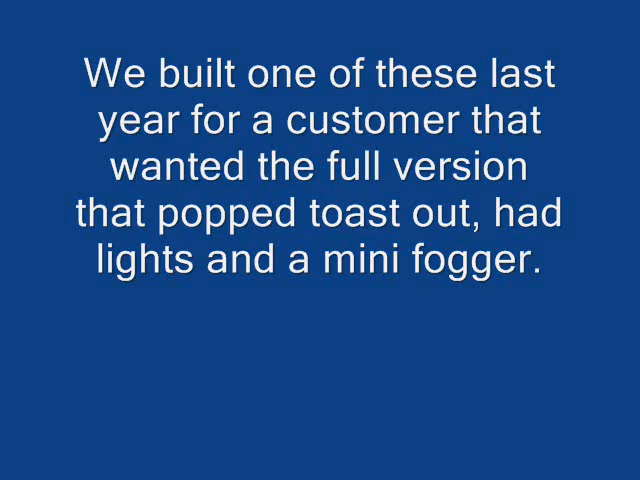 We built one of these last
year for a customer that
wanted the full version
that popped toast out, had
lights and a mini fogger.